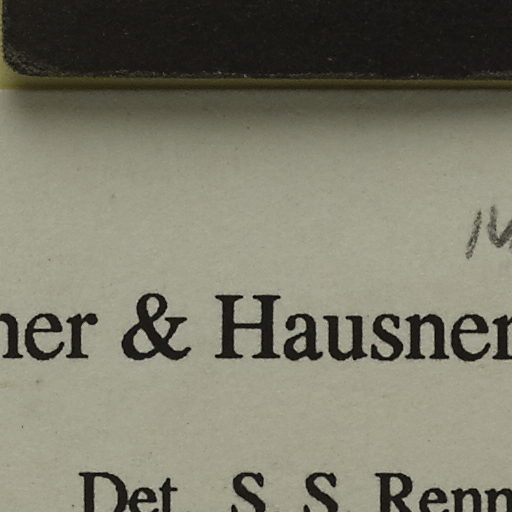 ner & Hausner
Det. S. S. Renn